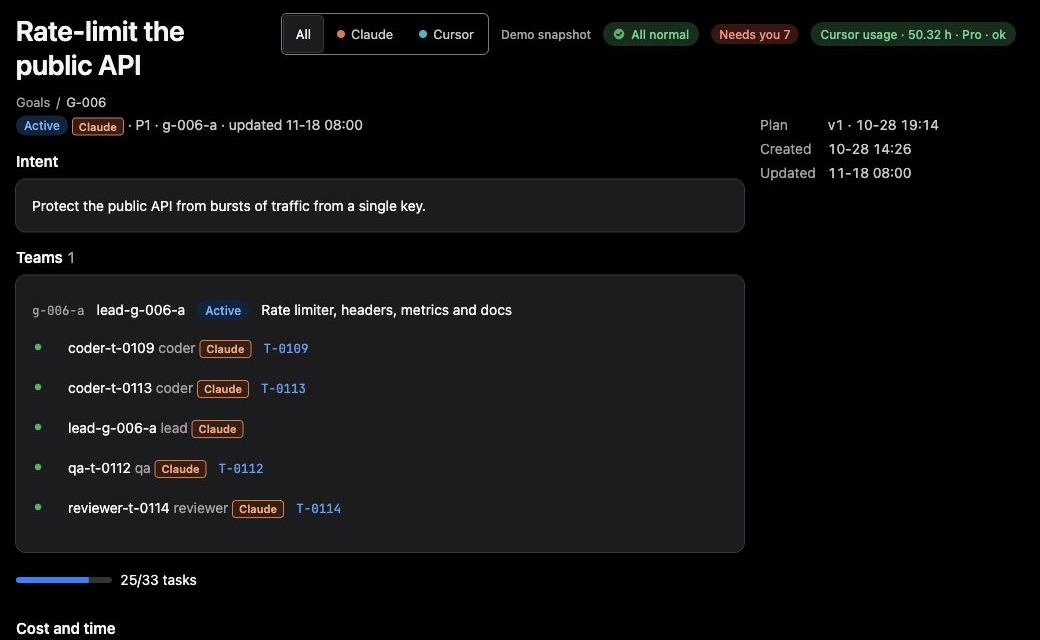 Rate-limit the
public API
All Claude Cursor Demo snapshot All normal Needs you 7 Cursor usage · 50.32 h · Pro · ok
Goals / G-006
Active Claude · P1 · g-006-a · updated 11-18 08:00
Plan v1 · 10-28 19:14
Created 10-28 14:26
Updated 11-18 08:00
Intent
Protect the public API from bursts of traffic from a single key.
Teams 1
g-006-a lead-g-006-a Active Rate limiter, headers, metrics and docs
coder-t-0109 coder Claude T-0109
coder-t-0113 coder Claude T-0113
lead-g-006-a lead Claude
qa-t-0112 qa Claude T-0112
reviewer-t-0114 reviewer Claude T-0114
25/33 tasks
Cost and time